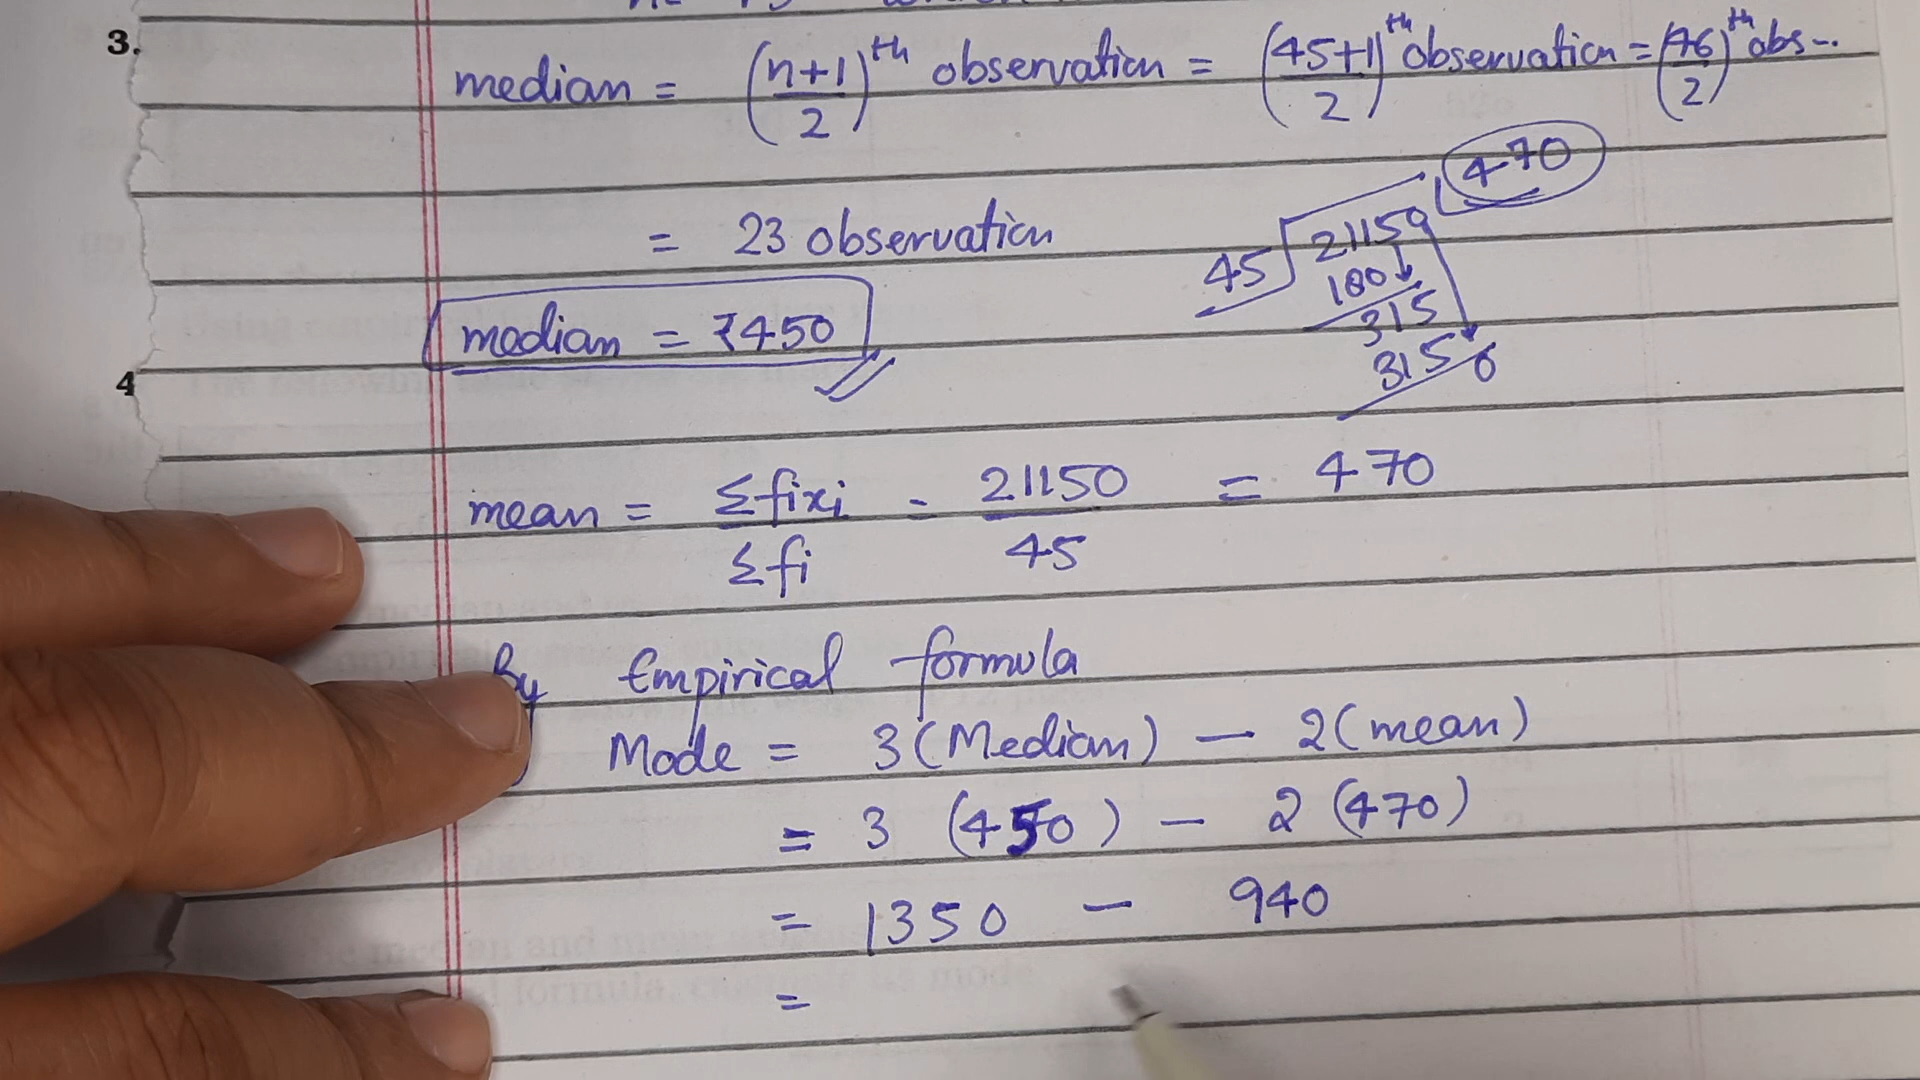 3.
median = (n+1/2)th observation = (45+1/2)th observation = (46/2)th obs-..
= 23 observation
470
45 21150
180
315
315
0
median = ₹450
4
mean = Σfixi/Σfi = 21150/45 = 470
By Empirical formula
Mode = 3(Median) - 2(mean)
= 3 (450) - 2 (470)
= 1350 - 940
=